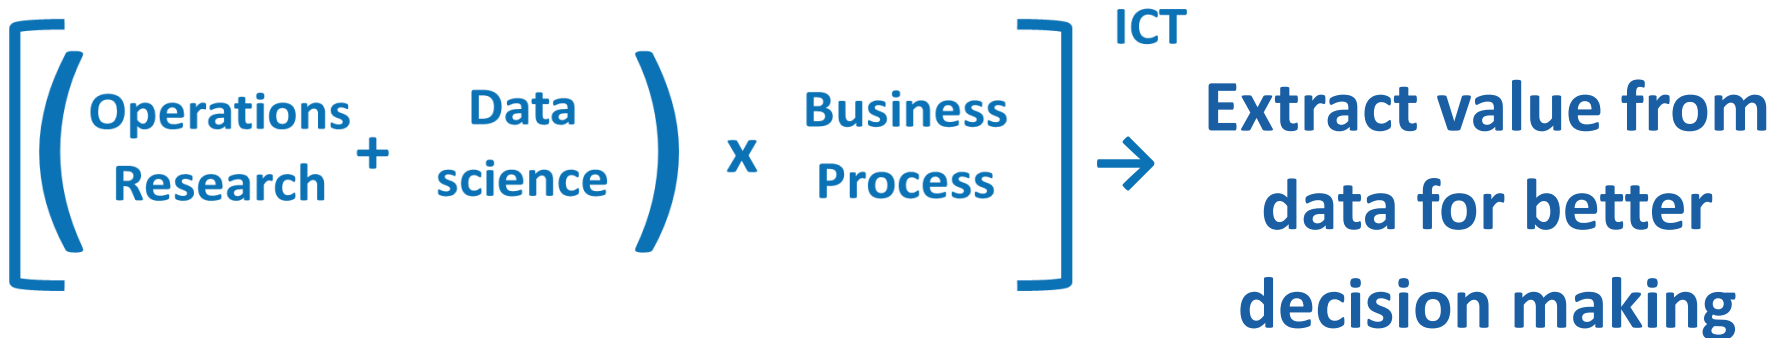 [(Operations Research + Data science) x Business Process]^ICT → Extract value from data for better decision making